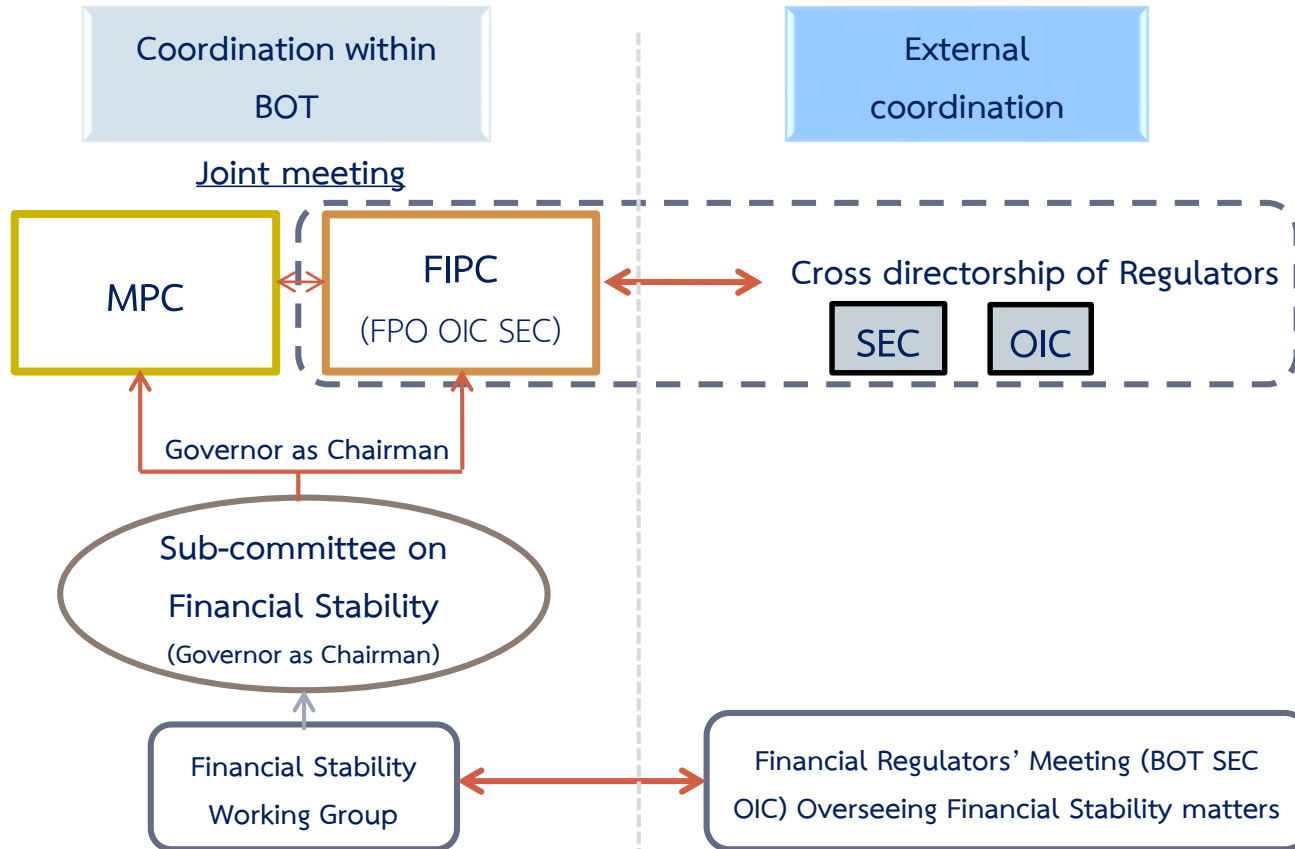 Coordination within
BOT
External
coordination
Joint meeting
MPC
FIPC
(FPO OIC SEC)
Cross directorship of Regulators
SEC
OIC
Governor as Chairman
Sub-committee on
Financial Stability
(Governor as Chairman)
Financial Stability
Working Group
Financial Regulators’ Meeting (BOT SEC
OIC) Overseeing Financial Stability matters